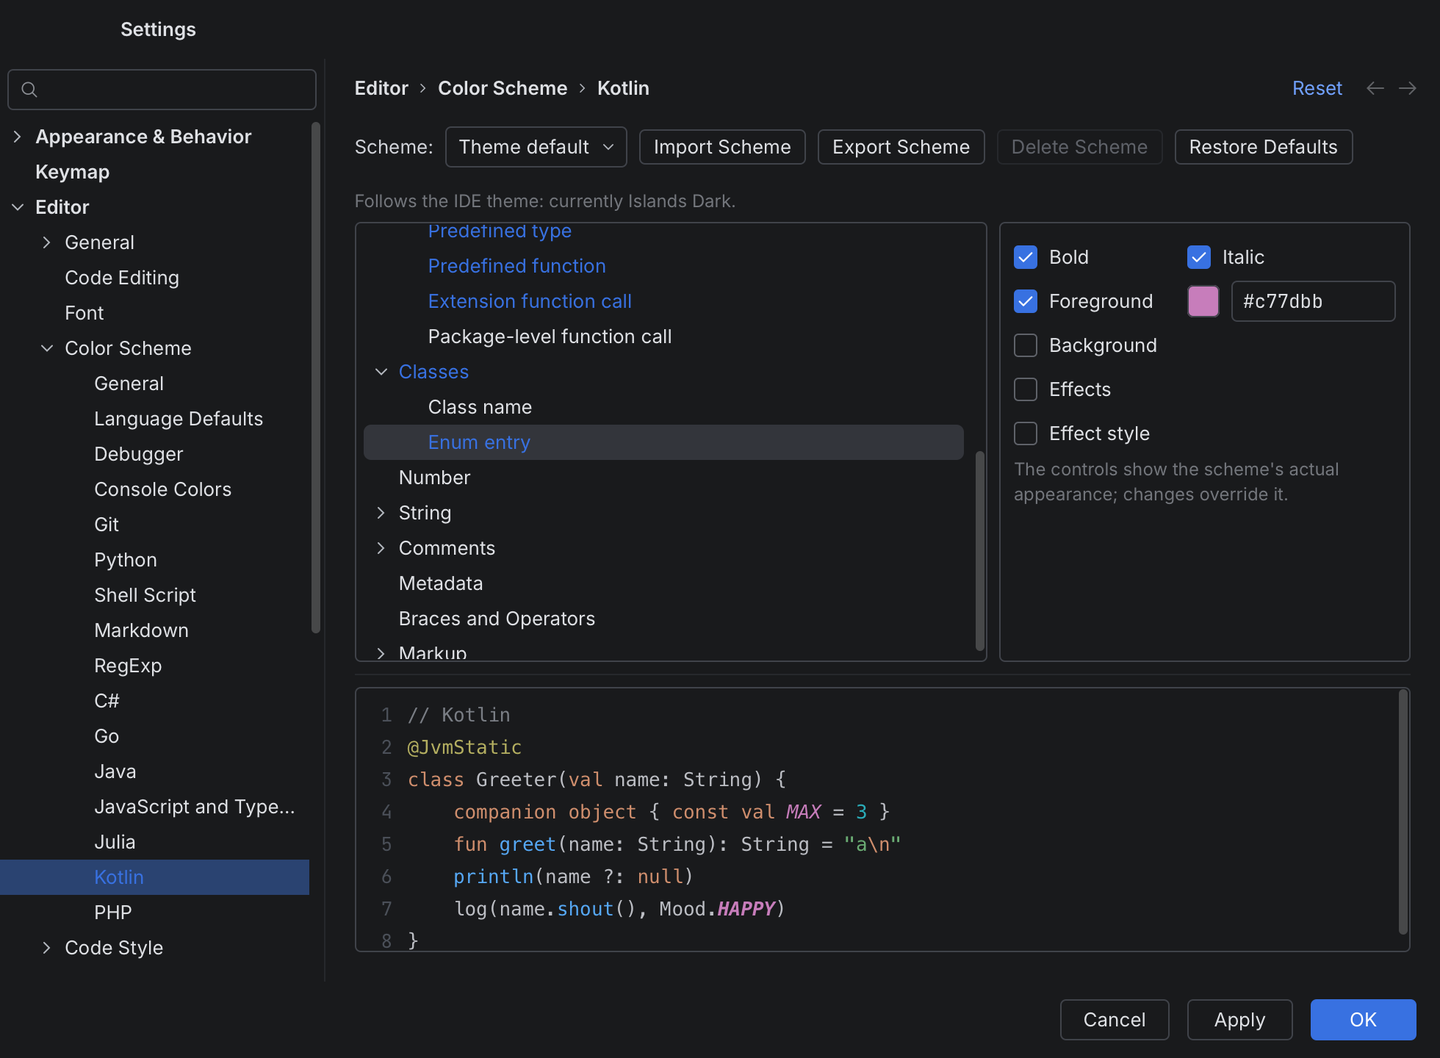 Settings
Editor › Color Scheme › Kotlin
Reset
Scheme: Theme default Import Scheme Export Scheme Delete Scheme Restore Defaults
Follows the IDE theme: currently Islands Dark.
Appearance & Behavior
Keymap
Editor
General
Code Editing
Font
Color Scheme
General
Language Defaults
Debugger
Console Colors
Git
Python
Shell Script
Markdown
RegExp
C#
Go
Java
JavaScript and Type...
Julia
Kotlin
PHP
Code Style
Predefined type
Predefined function
Extension function call
Package-level function call
Classes
Class name
Enum entry
Number
String
Comments
Metadata
Braces and Operators
Markup
Bold Italic
Foreground #c77dbb
Background
Effects
Effect style
The controls show the scheme's actual
appearance; changes override it.
1 // Kotlin
2 @JvmStatic
3 class Greeter(val name: String) {
4     companion object { const val MAX = 3 }
5     fun greet(name: String): String = "a\n"
6     println(name ?: null)
7     log(name.shout(), Mood.HAPPY)
8 }
Cancel Apply OK